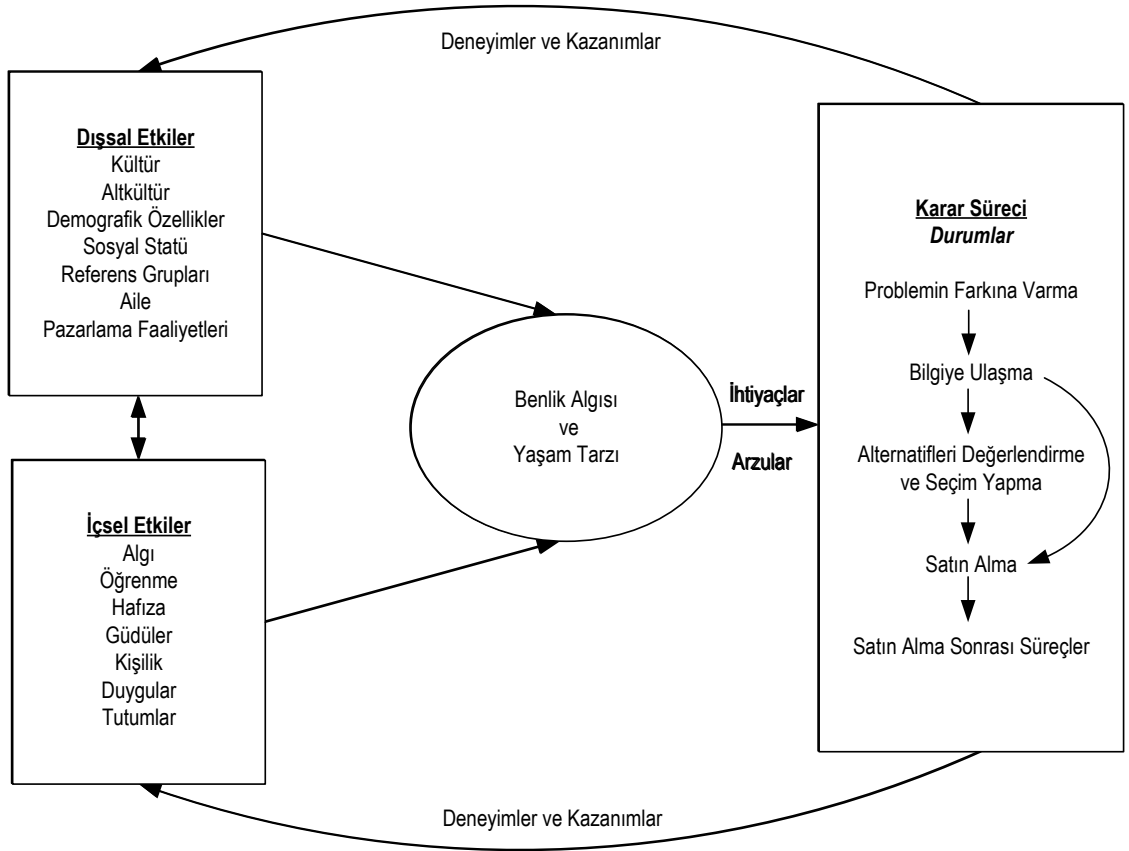 Deneyimler ve Kazanımlar
Dışsal Etkiler
Kültür
Altkültür
Demografik Özellikler
Sosyal Statü
Referens Grupları
Aile
Pazarlama Faaliyetleri
İçsel Etkiler
Algı
Öğrenme
Hafıza
Güdüler
Kişilik
Duygular
Tutumlar
Benlik Algısı
ve
Yaşam Tarzı
İhtiyaçlar
Arzular
Karar Süreci
Durumlar
Problemin Farkına Varma
Bilgiye Ulaşma
Alternatifleri Değerlendirme
ve Seçim Yapma
Satın Alma
Satın Alma Sonrası Süreçler
Deneyimler ve Kazanımlar